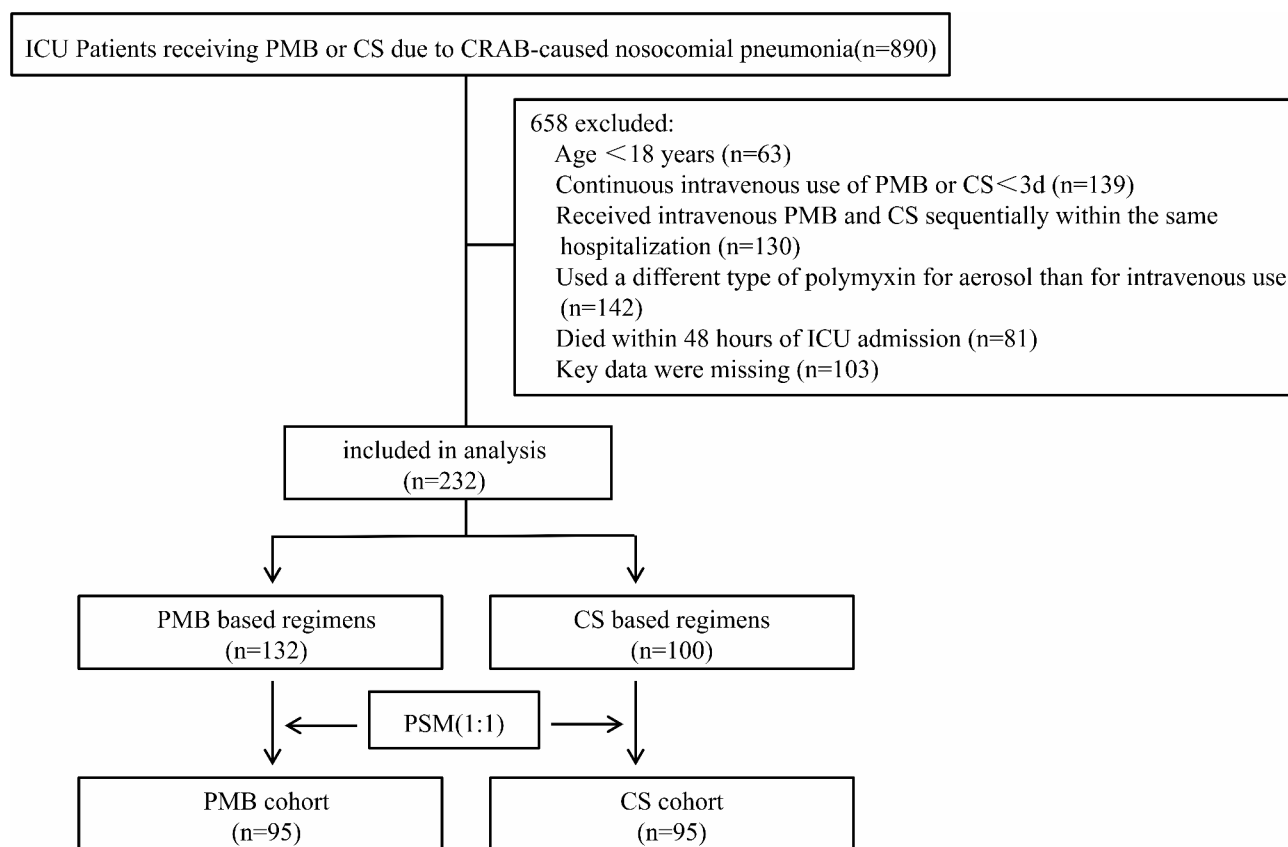 ICU Patients receiving PMB or CS due to CRAB-caused nosocomial pneumonia(n=890)
658 excluded:
Age <18 years (n=63)
Continuous intravenous use of PMB or CS<3d (n=139)
Received intravenous PMB and CS sequentially within the same
hospitalization (n=130)
Used a different type of polymyxin for aerosol than for intravenous use
(n=142)
Died within 48 hours of ICU admission (n=81)
Key data were missing (n=103)
included in analysis
(n=232)
PMB based regimens
(n=132)
CS based regimens
(n=100)
PSM(1:1)
PMB cohort
(n=95)
CS cohort
(n=95)